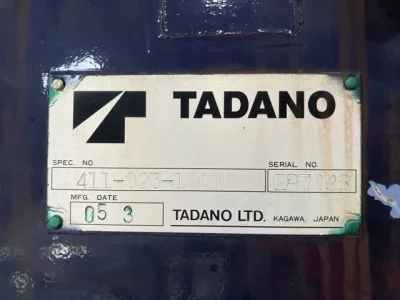 TADANO
SPEC. NO.
SERIAL NO.
MFG. DATE
05 3
TADANO LTD. KAGAWA, JAPAN